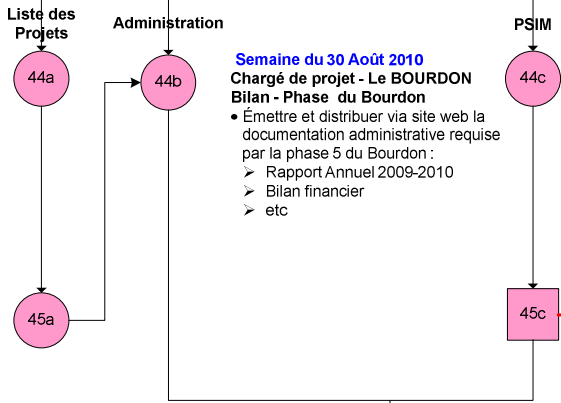 Liste des
Projets
Administration
PSIM
44a
44b
44c
Semaine du 30 Août 2010
Chargé de projet - Le BOURDON
Bilan - Phase du Bourdon
• Émettre et distribuer via site web la
documentation administrative requise
par la phase 5 du Bourdon :
➢ Rapport Annuel 2009-2010
➢ Bilan financier
➢ etc
45a
45c